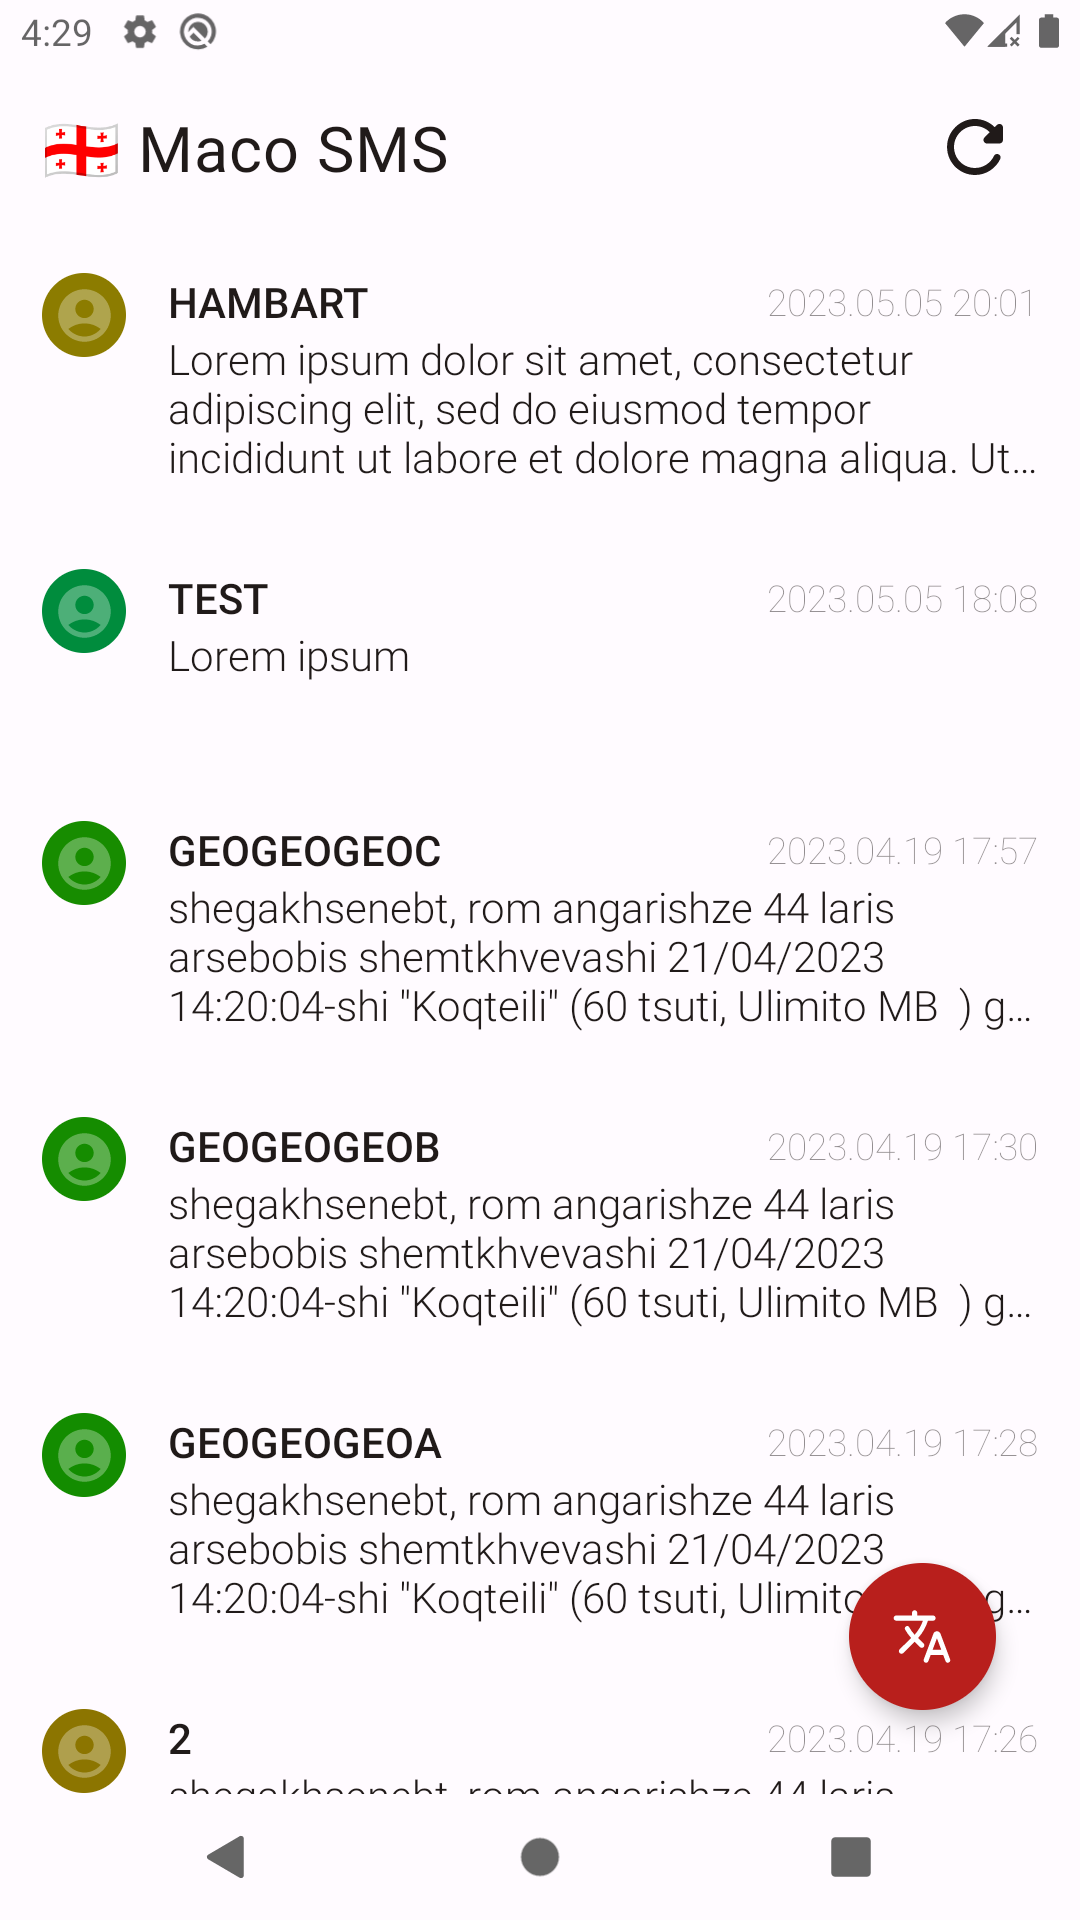 4:29
Maco SMS
HAMBART 2023.05.05 20:01
Lorem ipsum dolor sit amet, consectetur
adipiscing elit, sed do eiusmod tempor
incididunt ut labore et dolore magna aliqua. Ut…
TEST 2023.05.05 18:08
Lorem ipsum
GEOGEOGEOC 2023.04.19 17:57
shegakhsenebt, rom angarishze 44 laris
arsebobis shemtkhvevashi 21/04/2023
14:20:04-shi "Koqteili" (60 tsuti, Ulimito MB  ) g…
GEOGEOGEOB 2023.04.19 17:30
shegakhsenebt, rom angarishze 44 laris
arsebobis shemtkhvevashi 21/04/2023
14:20:04-shi "Koqteili" (60 tsuti, Ulimito MB  ) g…
GEOGEOGEOA 2023.04.19 17:28
shegakhsenebt, rom angarishze 44 laris
arsebobis shemtkhvevashi 21/04/2023
14:20:04-shi "Koqteili" (60 tsuti, Ulimito g…
2 2023.04.19 17:26
shegakhsenebt, rom angarishze 44 laris